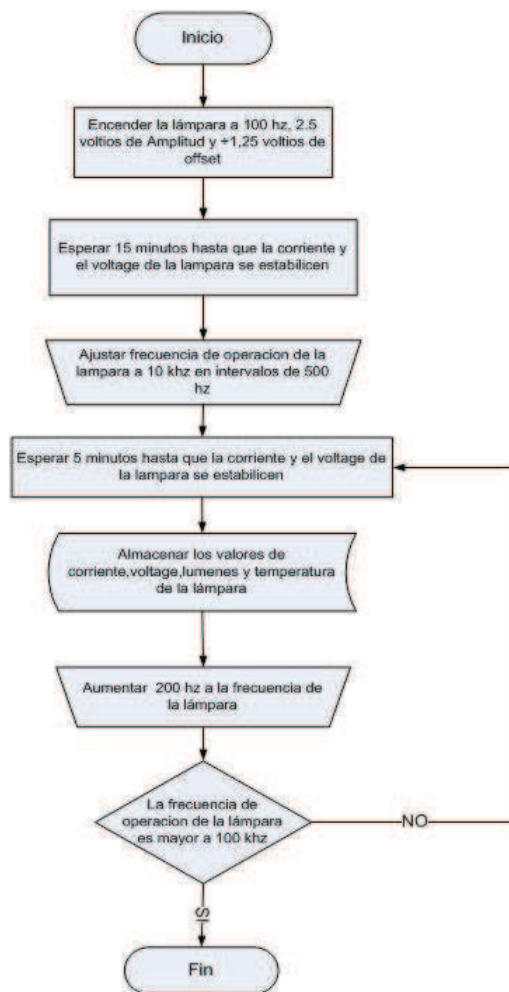 Inicio
Encender la lámpara a 100 hz, 2.5
voltios de Amplitud y +1,25 voltios de
offset
Esperar 15 minutos hasta que la corriente y
el voltage de la lampara se estabilicen
Ajustar frecuencia de operacion de la
lampara a 10 khz en intervalos de 500
hz
Esperar 5 minutos hasta que la corriente y el voltage de
la lampara se estabilicen
Almacenar los valores de
corriente,voltage,lumenes y temperatura
de la lámpara
Aumentar 200 hz a la frecuencia de
la lámpara
La frecuencia de
operacion de la lámpara
es mayor a 100 khz
NO
SI
Fin